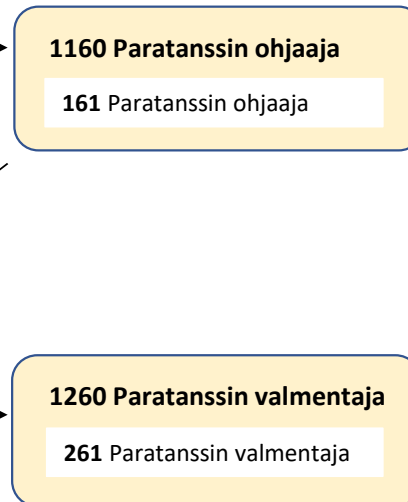 1160 Paratanssin ohjaaja
161 Paratanssin ohjaaja
1260 Paratanssin valmentaja
261 Paratanssin valmentaja